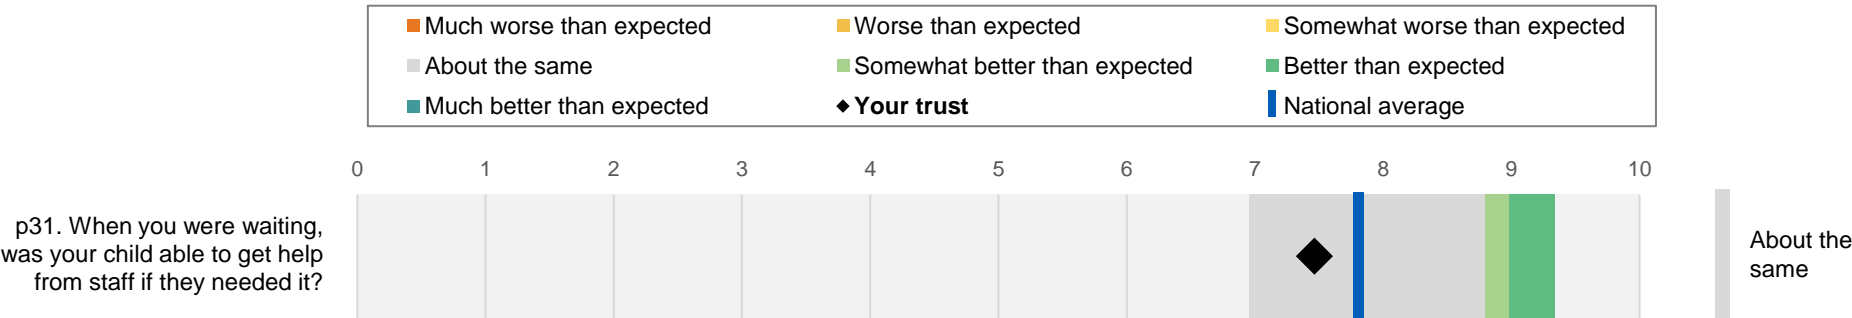 Much worse than expected
Worse than expected
Somewhat worse than expected
About the same
Somewhat better than expected
Better than expected
Much better than expected
Your trust
National average
0 1 2 3 4 5 6 7 8 9 10
p31. When you were waiting,
was your child able to get help
from staff if they needed it?
About the
same